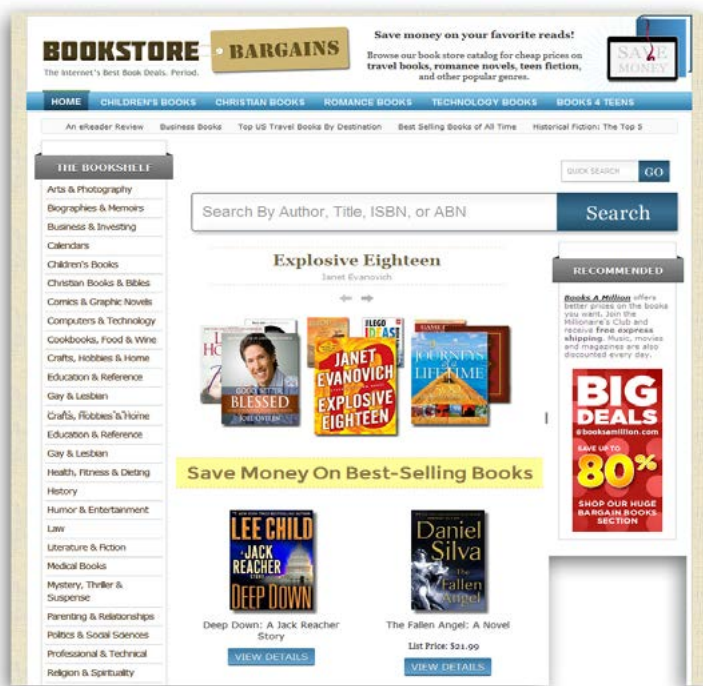 BOOKSTORE
BARGAINS
The Internet's Best Book Deals. Period.
Save money on your favorite reads!
Browse our book store catalog for cheap prices on
travel books, romance novels, teen fiction,
and other popular genres.
SAVE
MONEY
HOME CHILDREN'S BOOKS CHRISTIAN BOOKS ROMANCE BOOKS TECHNOLOGY BOOKS BOOKS 4 TEENS
An eReader Review Business Books Top US Travel Books By Destination Best Selling Books of All Time Historical Fiction: The Top 5
THE BOOKSHELF
Arts & Photography
Biographies & Memoirs
Business & Investing
Calendars
Children's Books
Christian Books & Bibles
Comics & Graphic Novels
Computers & Technology
Cookbooks, Food & Wine
Crafts, Hobbies & Home
Education & Reference
Gay & Lesbian
Crafts, Hobbies & Home
Education & Reference
Gay & Lesbian
Health, Fitness & Dieting
History
Humor & Entertainment
Law
Literature & Fiction
Medical Books
Mystery, Thriller &
Suspense
Parenting & Relationships
Politics & Social Sciences
Professional & Technical
Religion & Spirituality
QUICK SEARCH GO
Search By Author, Title, ISBN, or ABN Search
Explosive Eighteen
Janet Evanovich
BLESSED
JOEL OSTEEN
LEGO
IDEAS
JANET
EVANOVICH
EXPLOSIVE
EIGHTEEN
JOURNEYS
LIFETIME
Save Money On Best-Selling Books
LEE CHILD
A JACK
REACHER
STORY
DEEP DOWN
Deep Down: A Jack Reacher
Story
VIEW DETAILS
Daniel
Silva
The
Fallen
Angel
The Fallen Angel: A Novel
List Price: $21.99
VIEW DETAILS
RECOMMENDED
Books A Million offers
better prices on the books
you want. Join the
Millionaire's Club and
receive free express
shipping. Music, movies
and magazines are also
discounted every day.
BIG
DEALS
@booksamillion.com
SAVE UP TO
80%
SHOP OUR HUGE
BARGAIN BOOKS
SECTION